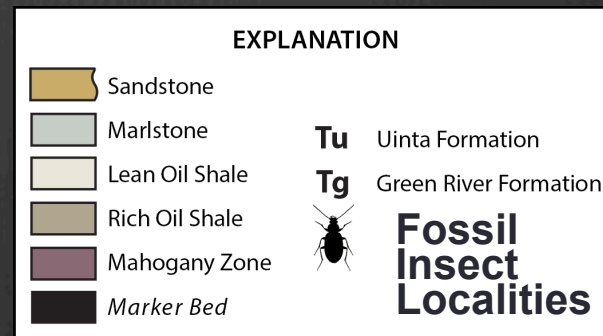 EXPLANATION
Sandstone
Marlstone
Lean Oil Shale
Rich Oil Shale
Mahogany Zone
Marker Bed
Tu Uinta Formation
Tg Green River Formation
Fossil
Insect
Localities